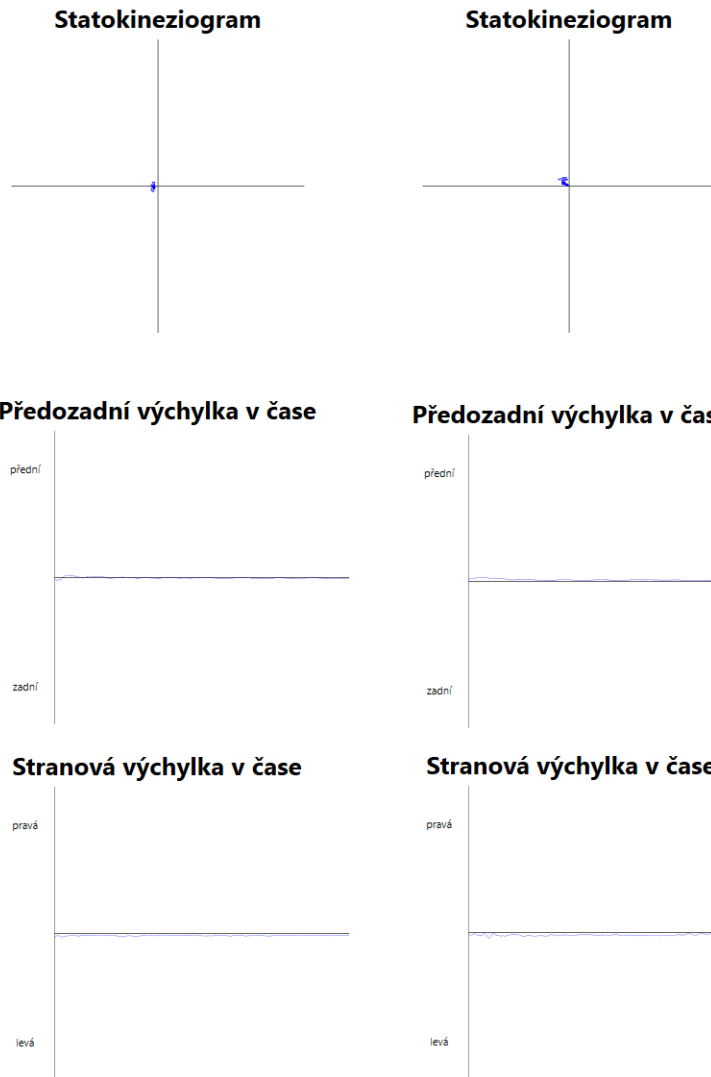 Statokineziogram
Statokineziogram
Předozadní výchylka v čase
Předozadní výchylka v čas
přední
přední
zadní
zadní
Stranová výchylka v čase
Stranová výchylka v čase
pravá
pravá
levá
levá